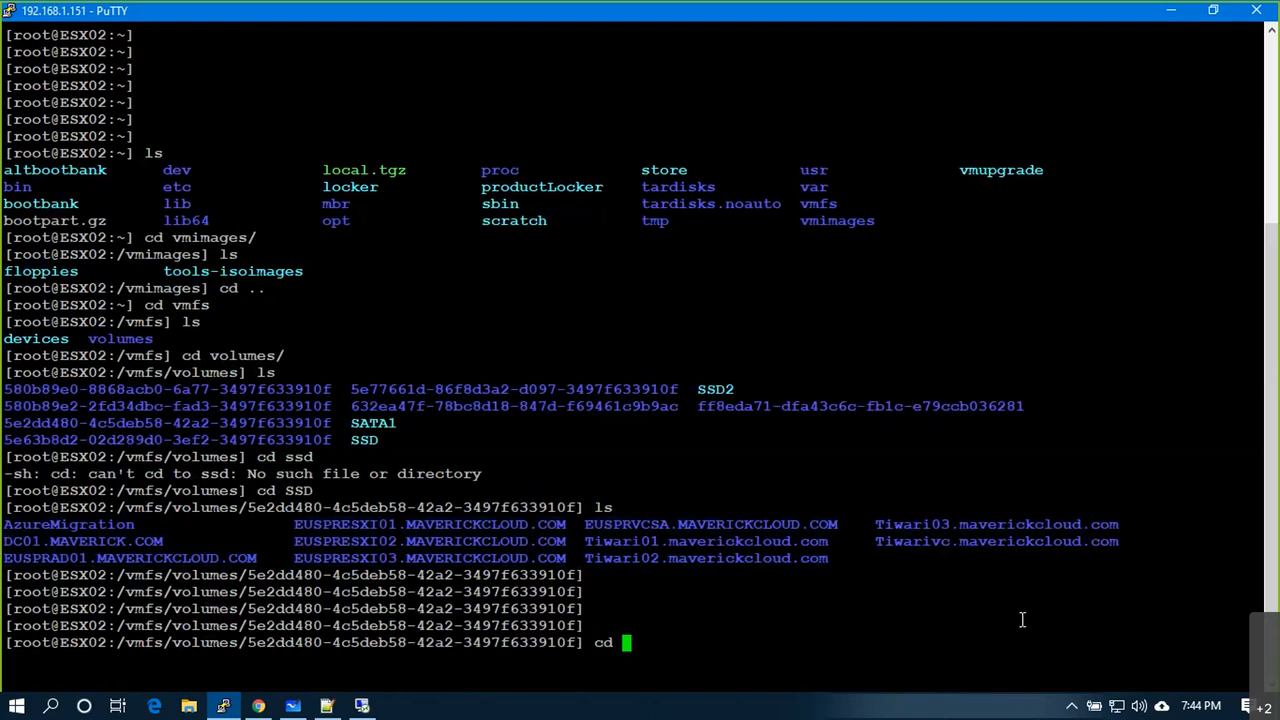 192.168.1.151 - PuTTY
[root@ESX02:~]
[root@ESX02:~]
[root@ESX02:~]
[root@ESX02:~]
[root@ESX02:~]
[root@ESX02:~]
[root@ESX02:~]
[root@ESX02:~] ls
altbootbank dev local.tgz proc store usr vmupgrade
bin etc locker productLocker tardisks var
bootbank lib mbr sbin tardisks.noauto vmfs
bootpart.gz lib64 opt scratch tmp vmimages
[root@ESX02:~] cd vmimages/
[root@ESX02:/vmimages] ls
floppies tools-isoimages
[root@ESX02:/vmimages] cd ..
[root@ESX02:~] cd vmfs
[root@ESX02:/vmfs] ls
devices volumes
[root@ESX02:/vmfs] cd volumes/
[root@ESX02:/vmfs/volumes] ls
580b89e0-8868acb0-6a77-3497f633910f 5e77661d-86f8d3a2-d097-3497f633910f SSD2
580b89e2-2fd34dbc-fad3-3497f633910f 632ea47f-78bc8d18-847d-f69461c9b9ac ff8eda71-dfa43c6c-fb1c-e79ccb036281
5e2dd480-4c5deb58-42a2-3497f633910f SATA1
5e63b8d2-02d289d0-3ef2-3497f633910f SSD
[root@ESX02:/vmfs/volumes] cd ssd
-sh: cd: can't cd to ssd: No such file or directory
[root@ESX02:/vmfs/volumes] cd SSD
[root@ESX02:/vmfs/volumes/5e2dd480-4c5deb58-42a2-3497f633910f] ls
AzureMigration EUSPRESXI01.MAVERICKCLOUD.COM EUSPRVCSA.MAVERICKCLOUD.COM Tiwari03.maverickcloud.com
DC01.MAVERICK.COM EUSPRESXI02.MAVERICKCLOUD.COM Tiwari01.maverickcloud.com Tiwarivc.maverickcloud.com
EUSPRAD01.MAVERICKCLOUD.COM EUSPRESXI03.MAVERICKCLOUD.COM Tiwari02.maverickcloud.com
[root@ESX02:/vmfs/volumes/5e2dd480-4c5deb58-42a2-3497f633910f]
[root@ESX02:/vmfs/volumes/5e2dd480-4c5deb58-42a2-3497f633910f]
[root@ESX02:/vmfs/volumes/5e2dd480-4c5deb58-42a2-3497f633910f]
[root@ESX02:/vmfs/volumes/5e2dd480-4c5deb58-42a2-3497f633910f]
[root@ESX02:/vmfs/volumes/5e2dd480-4c5deb58-42a2-3497f633910f] cd
7:44 PM
+2